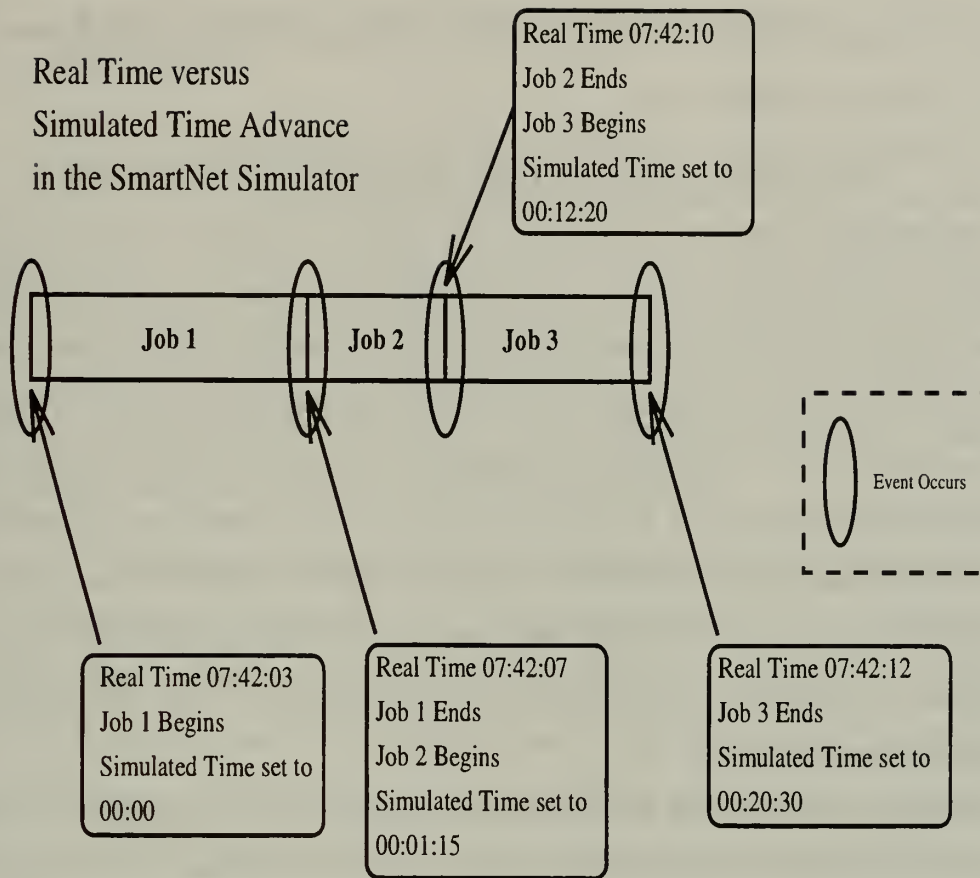 Real Time versus
Simulated Time Advance
in the SmartNet Simulator
Real Time 07:42:10
Job 2 Ends
Job 3 Begins
Simulated Time set to
00:12:20
Job 1
Job 2
Job 3
Event Occurs
Real Time 07:42:03
Job 1 Begins
Simulated Time set to
00:00
Real Time 07:42:07
Job 1 Ends
Job 2 Begins
Simulated Time set to
00:01:15
Real Time 07:42:12
Job 3 Ends
Simulated Time set to
00:20:30